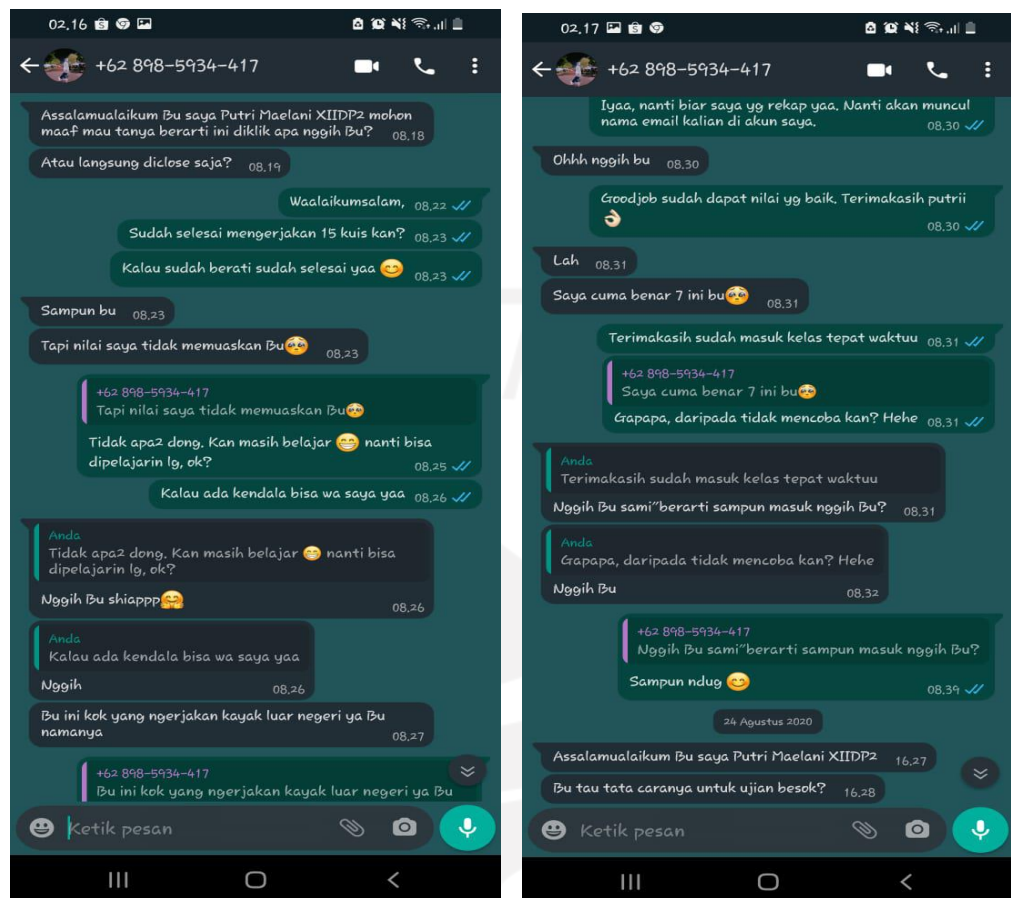 02.16
+62 898-5934-417
Assalamualaikum Bu saya Putri Maelani XIIDP2 mohon
maaf mau tanya berarti ini diklik apa nggih Bu? 08.18
Atau langsung diclose saja? 08.19
Waalaikumsalam, 08.22
Sudah selesai mengerjakan 15 kuis kan? 08.23
Kalau sudah berati sudah selesai yaa 😊 08.23
Sampun bu 08.23
Tapi nilai saya tidak memuaskan Bu🥺 08.23
+62 898-5934-417
Tapi nilai saya tidak memuaskan Bu🥺
Tidak apa2 dong. Kan masih belajar 😁 nanti bisa
dipelajarin lg, ok? 08.25
Kalau ada kendala bisa wa saya yaa 08.26
Anda
Tidak apa2 dong. Kan masih belajar 😁 nanti bisa
dipelajarin lg, ok?
Nggih Bu shiappp🤗 08.26
Anda
Kalau ada kendala bisa wa saya yaa
Nggih 08.26
Bu ini kok yang ngerjakan kayak luar negeri ya Bu
namanya 08.27
+62 898-5934-417
Bu ini kok yang ngerjakan kayak luar negeri ya Bu
Ketik pesan
02.17
+62 898-5934-417
Iyaa, nanti biar saya yg rekap yaa. Nanti akan muncul
nama email kalian di akun saya. 08.30
Ohhh nggih bu 08.30
Goodjob sudah dapat nilai yg baik. Terimakasih putrii
👌🏻 08.30
Lah 08.31
Saya cuma benar 7 ini bu🥺 08.31
Terimakasih sudah masuk kelas tepat waktuu 08.31
+62 898-5934-417
Saya cuma benar 7 ini bu🥺
Gapapa, daripada tidak mencoba kan? Hehe 08.31
Anda
Terimakasih sudah masuk kelas tepat waktuu
Nggih Bu sami"berarti sampun masuk nggih Bu? 08.31
Anda
Gapapa, daripada tidak mencoba kan? Hehe
Nggih Bu 08.32
+62 898-5934-417
Nggih Bu sami"berarti sampun masuk nggih Bu?
Sampun ndug 😊 08.39
24 Agustus 2020
Assalamualaikum Bu saya Putri Maelani XIIDP2 16.27
Bu tau tata caranya untuk ujian besok? 16.28
Ketik pesan